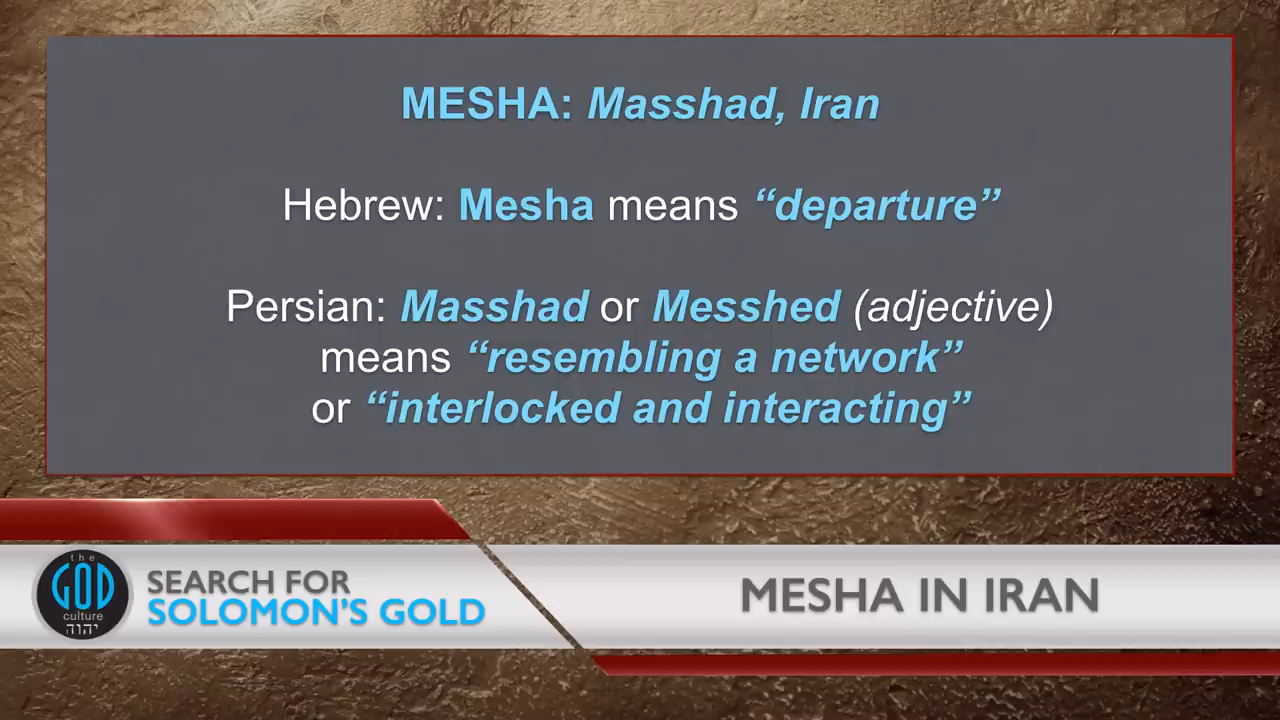 MESHA: Masshad, Iran
Hebrew: Mesha means “departure”
Persian: Masshad or Messhed (adjective)
means “resembling a network”
or “interlocked and interacting”
the
GOD
culture
יהוה
SEARCH FOR
SOLOMON’S GOLD
MESHA IN IRAN